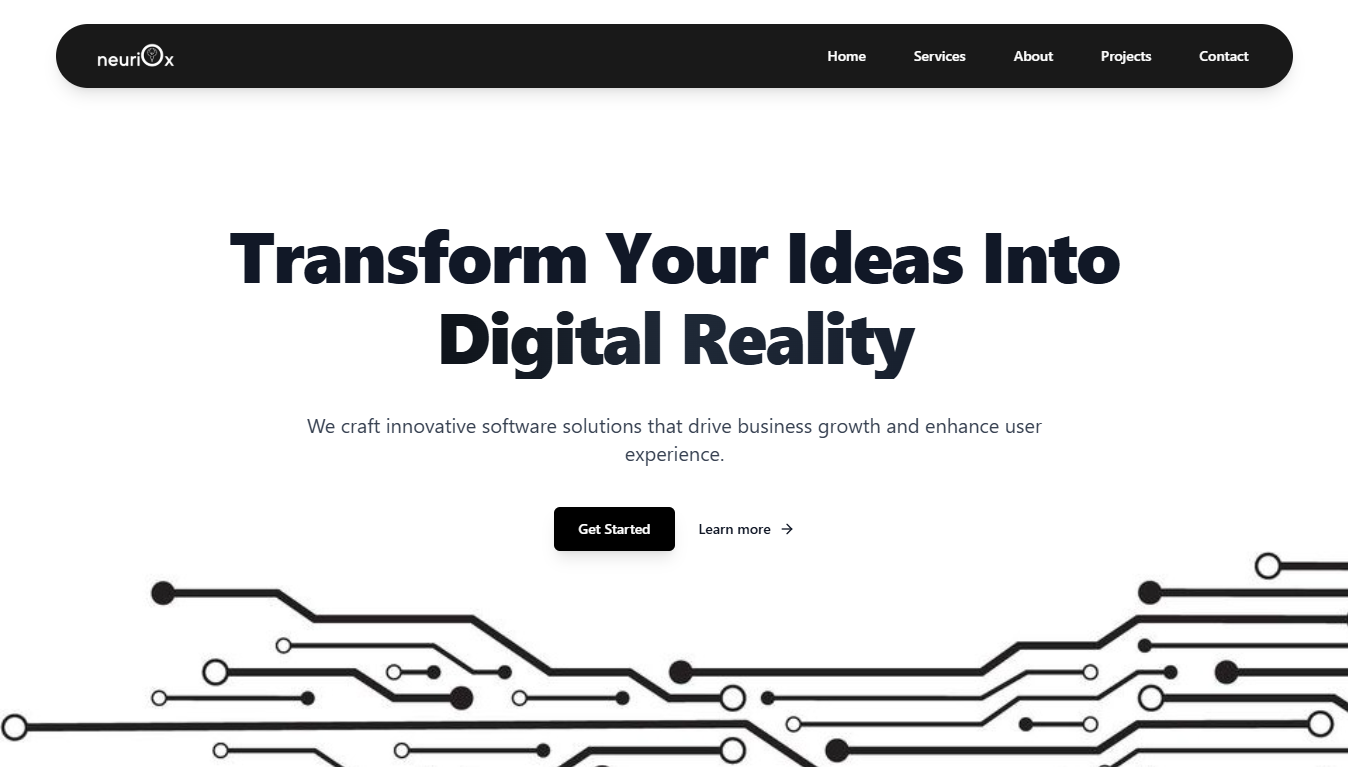 neuriOx
Home Services About Projects Contact
Transform Your Ideas Into
Digital Reality
We craft innovative software solutions that drive business growth and enhance user
experience.
Get Started Learn more →